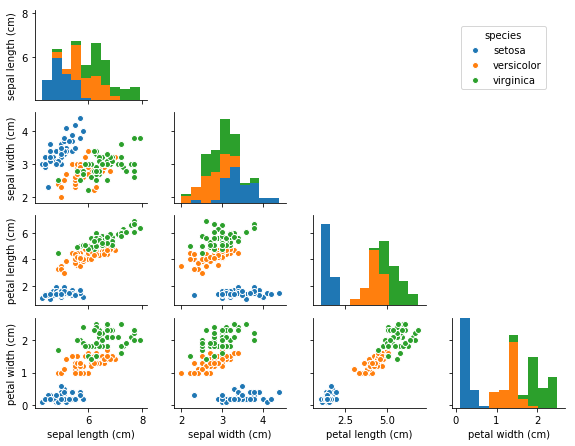 8
6
sepal length (cm)
species
setosa
versicolor
virginica
4
3
2
sepal width (cm)
6
4
2
petal length (cm)
2
1
0
petal width (cm)
6 8
sepal length (cm)
2 3 4
sepal width (cm)
2.5 5.0
petal length (cm)
0 1 2
petal width (cm)